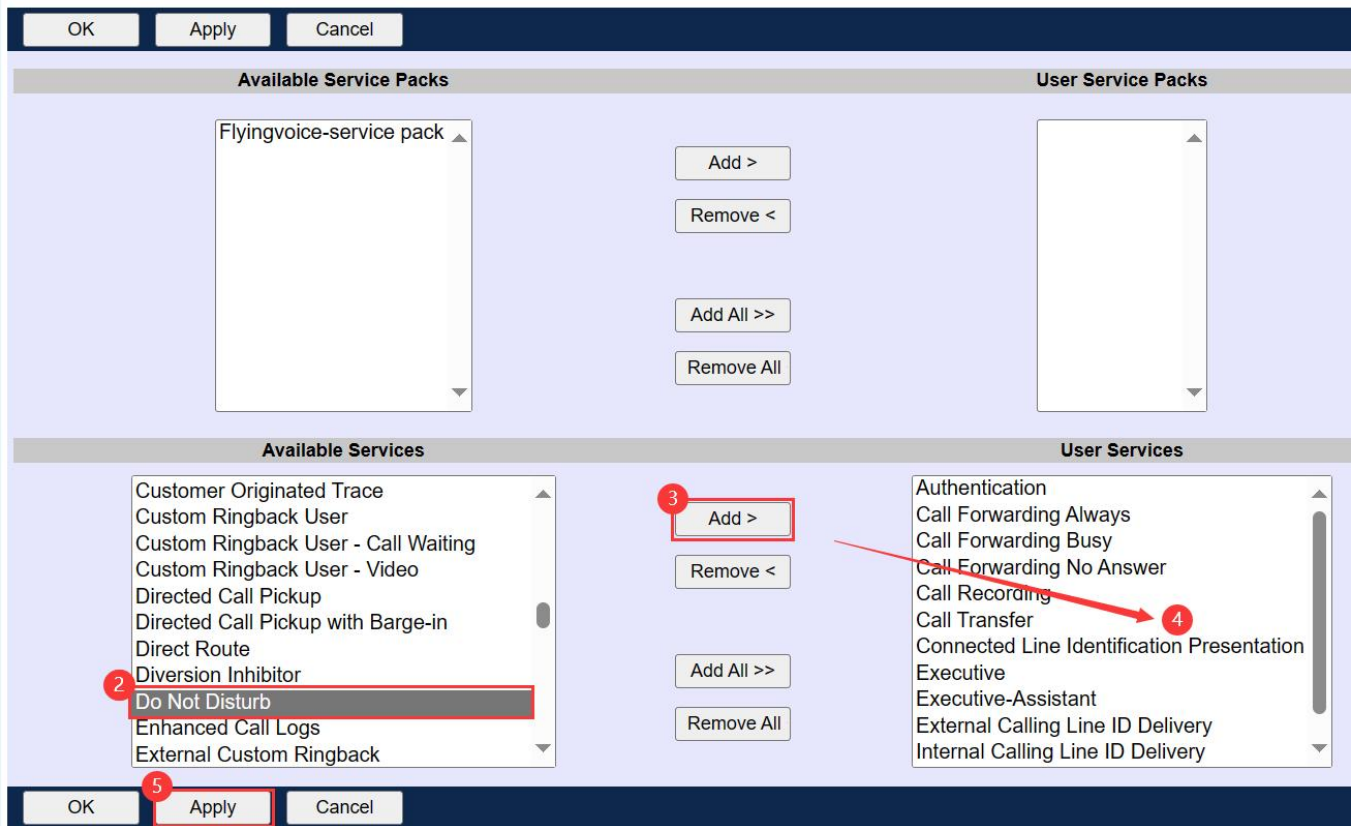 OK Apply Cancel
Available Service Packs User Service Packs
Flyingvoice-service pack
Add >
Remove <
Add All >>
Remove All
Available Services User Services
Customer Originated Trace
Custom Ringback User
Custom Ringback User - Call Waiting
Custom Ringback User - Video
Directed Call Pickup
Directed Call Pickup with Barge-in
Direct Route
Diversion Inhibitor
2
Do Not Disturb
Enhanced Call Logs
External Custom Ringback
3
Add >
Remove <
Add All >>
Remove All
Authentication
Call Forwarding Always
Call Forwarding Busy
Call Forwarding No Answer
Call Recording
Call Transfer
4
Connected Line Identification Presentation
Executive
Executive-Assistant
External Calling Line ID Delivery
Internal Calling Line ID Delivery
5
OK Apply Cancel